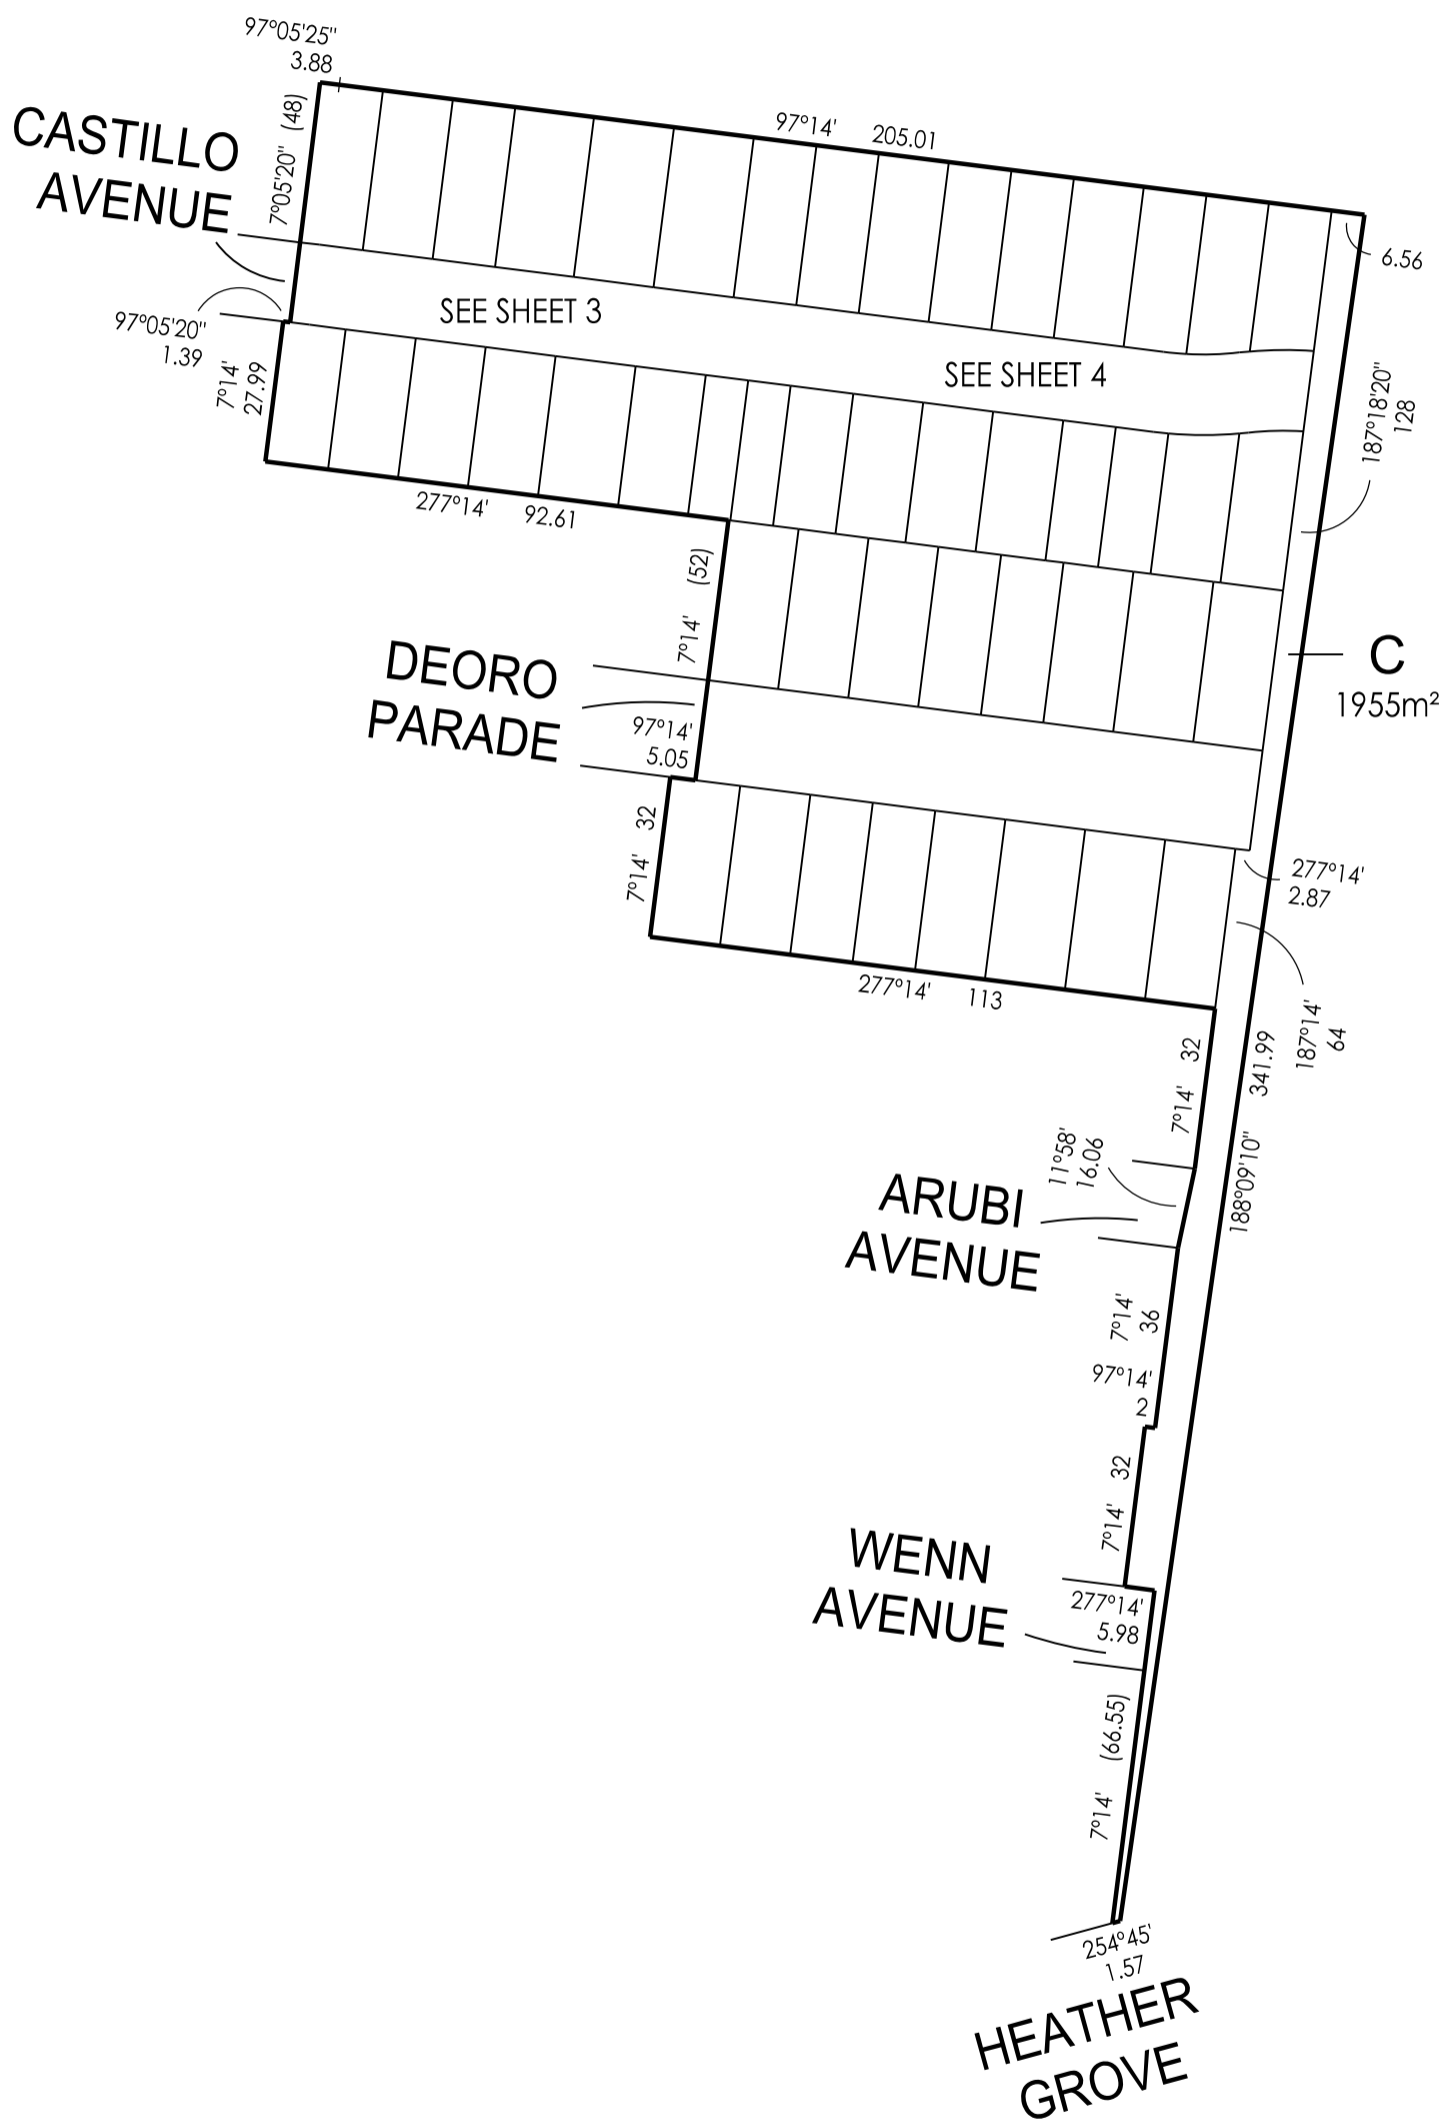 97°05'25"
3.88
CASTILLO
AVENUE
7°05'20" (48)
97°14' 205.01
6.56
97°05'20"
1.39
7°14'
27.99
SEE SHEET 3
SEE SHEET 4
187°18'20"
128
277°14' 92.61
7°14' (52)
DEORO
PARADE
97°14'
5.05
C
1955m²
7°14' 32
277°14'
2.87
277°14' 113
187°14'
64
7°14' 32
341.99
188°09'10"
11°58'
16.06
ARUBI
AVENUE
7°14'
36
97°14'
2
7°14' 32
WENN
AVENUE
277°14'
5.98
7°14' (66.55)
254°45'
1.57
HEATHER
GROVE